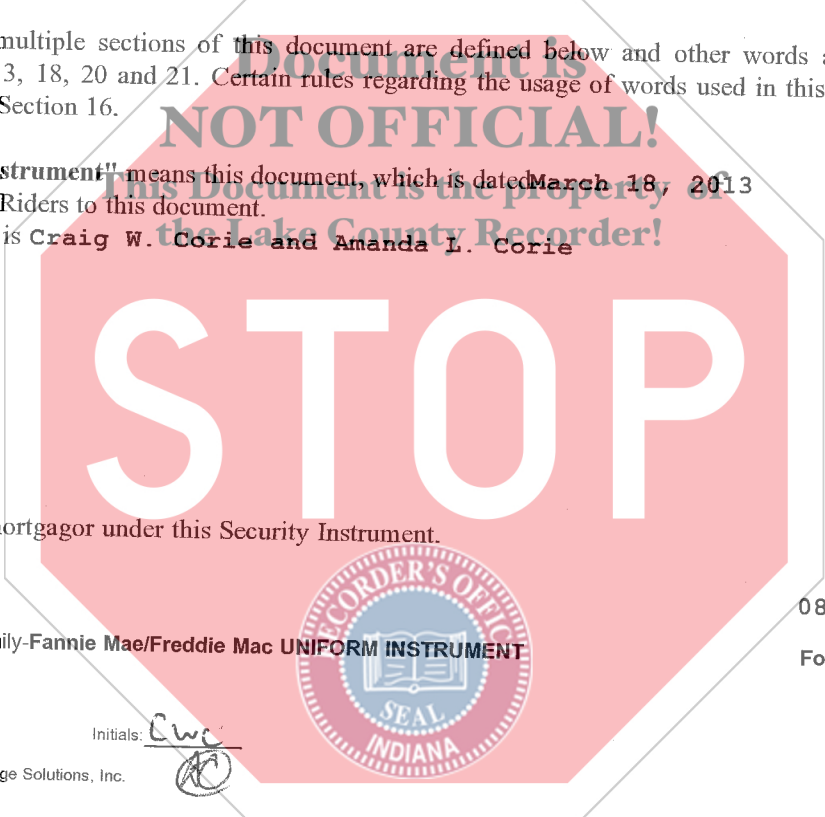 multiple sections of this document are defined below and other words
3, 18, 20 and 21. Certain rules regarding the usage of words used in this
Section 16.
Document is
NOT OFFICIAL!
This Document is the property of
the Lake County Recorder!
strument" means this document, which is dated March 18, 2013
Riders to this document.
is Craig W. Corie and Amanda L. Corie
STOP
ortgagor under this Security Instrument.
RECORDER'S OFFICE
SEAL
INDIANA
08
ily-Fannie Mae/Freddie Mac UNIFORM INSTRUMENT
Fo
Initials: CWC
AC
ge Solutions, Inc.